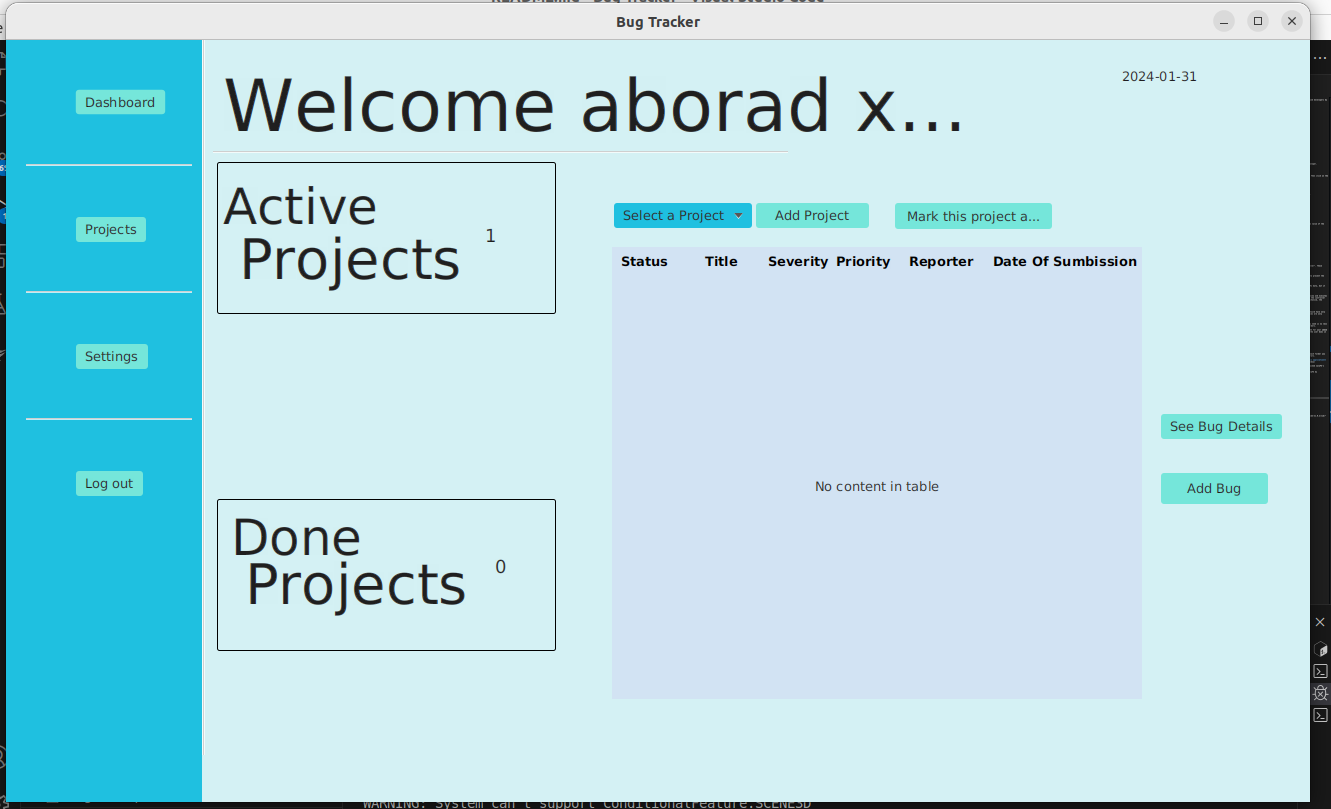 Bug Tracker
Dashboard
Projects
Settings
Log out
Welcome aborad x...
2024-01-31
Active
Projects
1
Done
Projects
0
Select a Project
Add Project
Mark this project a...
Status Title Severity Priority Reporter Date Of Sumbission
No content in table
See Bug Details
Add Bug
WARNING: System can't support ConditionalFeature.SCENE3D